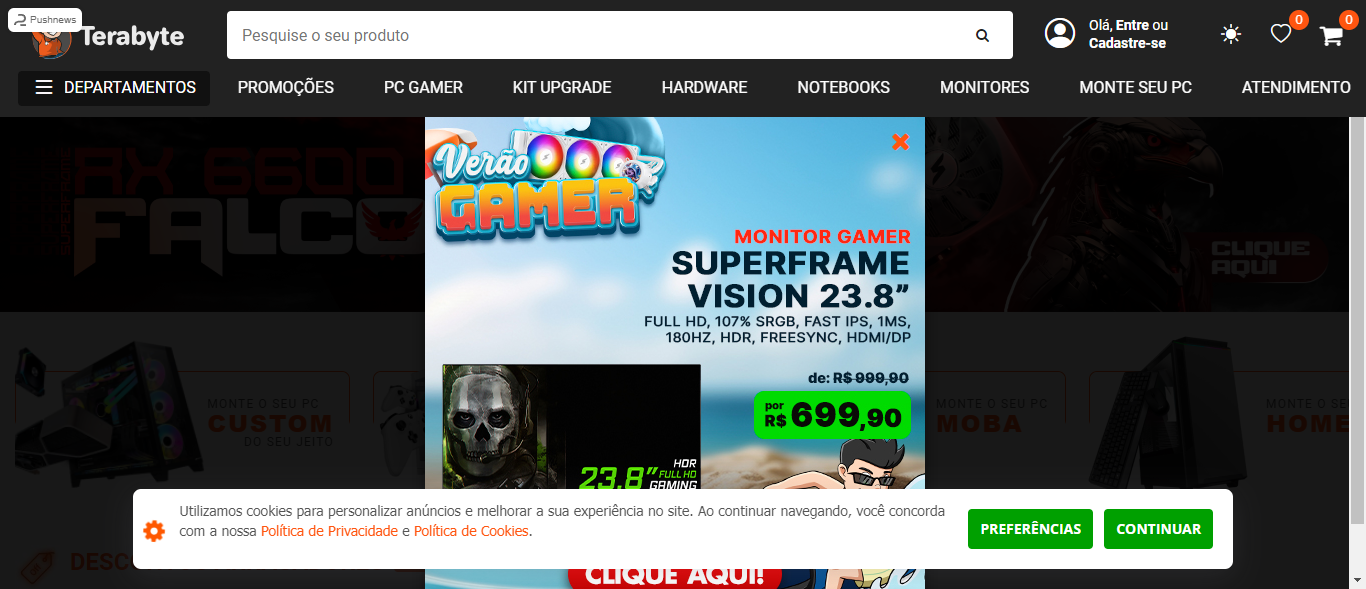 Pushnews
Terabyte
Pesquise o seu produto
Olá, Entre ou
Cadastre-se
0
0
DEPARTAMENTOS
PROMOÇÕES
PC GAMER
KIT UPGRADE
HARDWARE
NOTEBOOKS
MONITORES
MONTE SEU PC
ATENDIMENTO
RX 6600
FALCO
CLIQUE
AQUI
Verão
GAMER
MONITOR GAMER
SUPERFRAME
VISION 23.8”
FULL HD, 107% SRGB, FAST IPS, 1MS,
180HZ, HDR, FREESYNC, HDMI/DP
de: R$ 999,90
por
R$ 699,90
HDR
23.8” FULL HD
GAMING
MONTE O SEU PC
CUSTOM
DO SEU JEITO
MONTE O SEU PC
MOBA
MONTE O SE
HOME
Utilizamos cookies para personalizar anúncios e melhorar a sua experiência no site. Ao continuar navegando, você concorda
com a nossa Política de Privacidade e Política de Cookies.
PREFERÊNCIAS
CONTINUAR
DESC
CLIQUE AQUI!